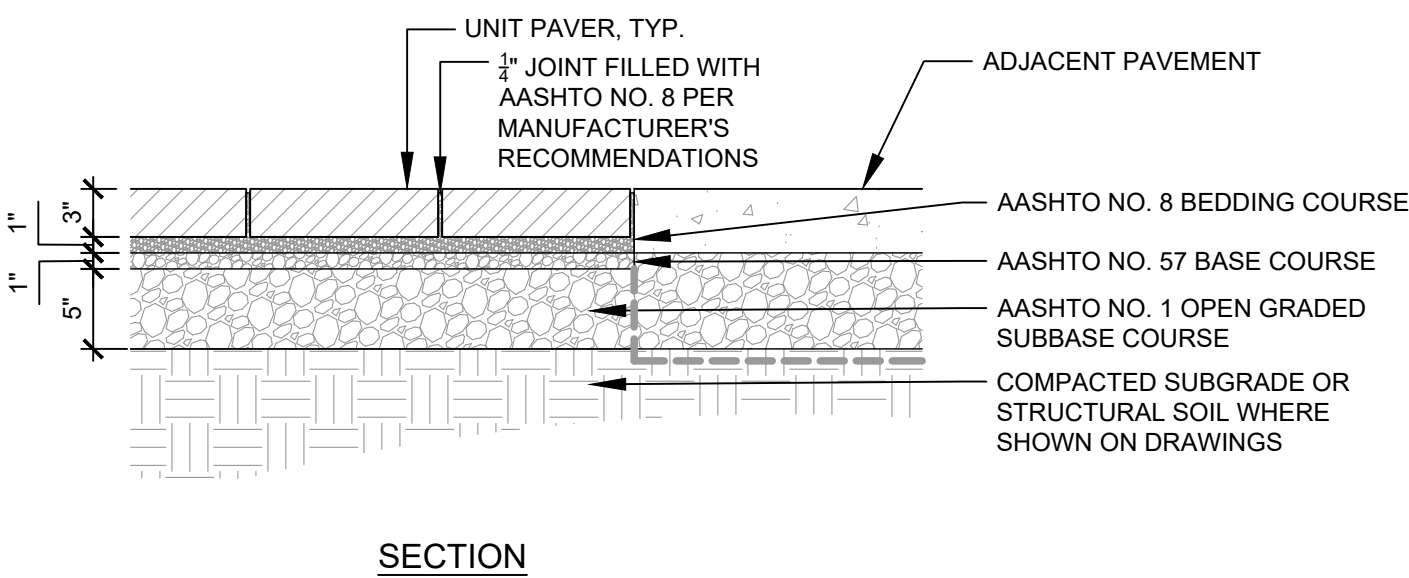 UNIT PAVER, TYP.
1/4" JOINT FILLED WITH
AASHTO NO. 8 PER
MANUFACTURER'S
RECOMMENDATIONS
ADJACENT PAVEMENT
AASHTO NO. 8 BEDDING COURSE
AASHTO NO. 57 BASE COURSE
AASHTO NO. 1 OPEN GRADED
SUBBASE COURSE
COMPACTED SUBGRADE OR
STRUCTURAL SOIL WHERE
SHOWN ON DRAWINGS
3"
1"
1"
5"
SECTION